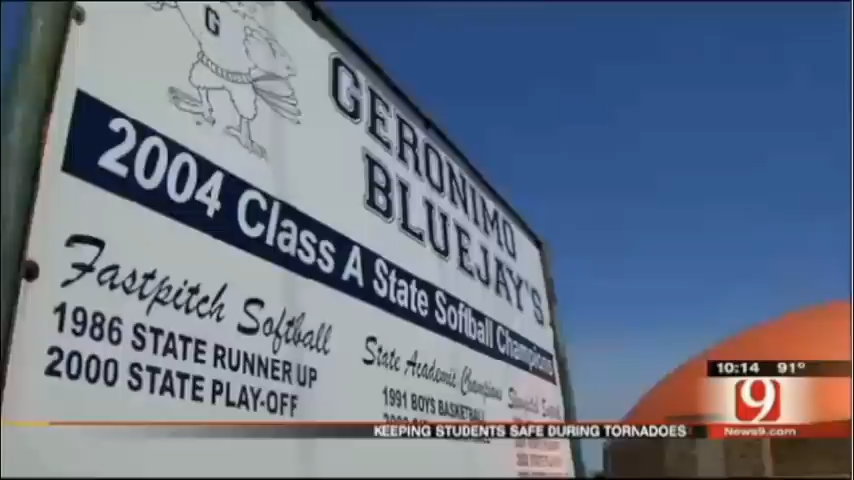 G
GERONIMO
BLUEJAY'S
2004 Class A State Softball Champions
Fastpitch Softball
1986 STATE RUNNER UP
2000 STATE PLAY-OFF
State Academic Champions
1991 BOYS BASKETBALL
10:14 91°
9
KEEPING STUDENTS SAFE DURING TORNADOES
News9.com